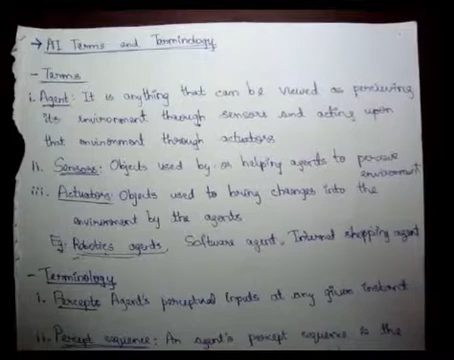 → AI Terms and Terminology
- Terms
i. Agent: It is anything that can be viewed as perceiving
its environment through sensors and acting upon
that environment through actuators
ii. Sensors: Objects used by or helping agents to perceive
environment
iii. Actuators: Objects used to bring changes into the
environment by the agents
Eg: Robotics agents, Software agent, Internet shopping agent
- Terminology
i. Percepts Agent's perceptual inputs at any given instant
ii. Percept sequence: An agent's percept sequence is the